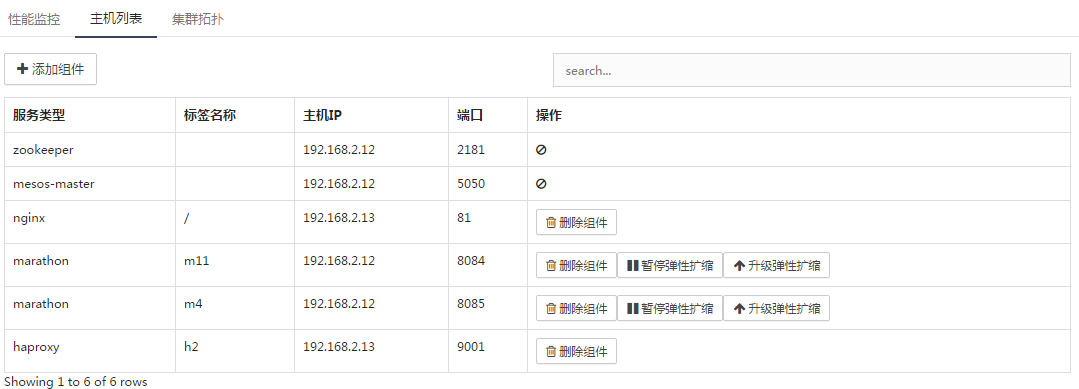 性能监控 主机列表 集群拓扑
添加组件 search...
服务类型 标签名称 主机IP 端口 操作
zookeeper 192.168.2.12 2181
mesos-master 192.168.2.12 5050
nginx / 192.168.2.13 81 删除组件
marathon m11 192.168.2.12 8084 删除组件 暂停弹性扩缩 升级弹性扩缩
marathon m4 192.168.2.12 8085 删除组件 暂停弹性扩缩 升级弹性扩缩
haproxy h2 192.168.2.13 9001 删除组件
Showing 1 to 6 of 6 rows